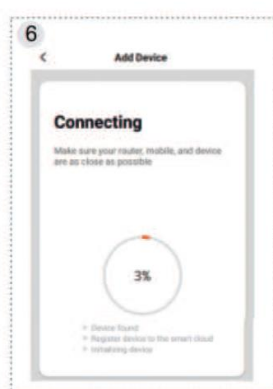 6
Add Device
Connecting
Make sure your router, mobile, and device
are as close as possible
3%
Device found
Register device to the smart cloud
Initializing device